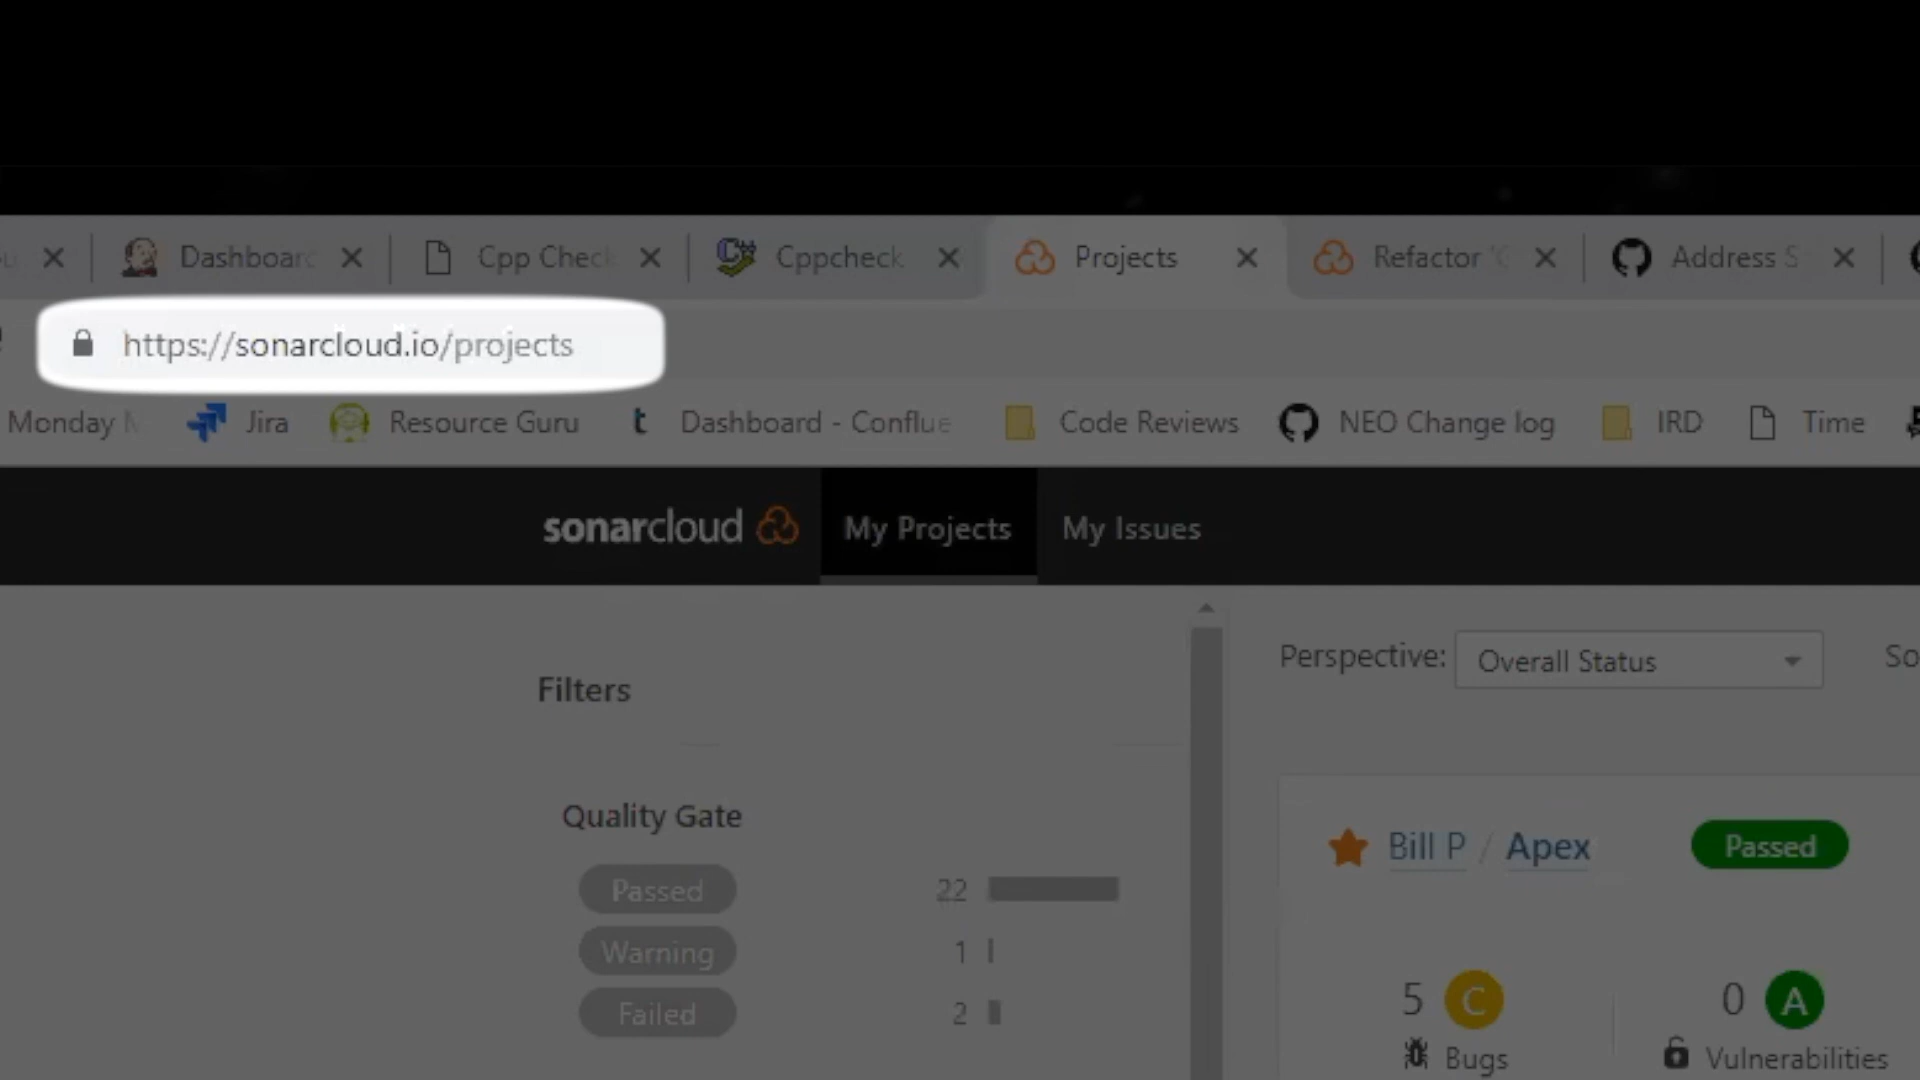 Dashboard Cpp Check Cppcheck Projects Refactor 'C Address S
https://sonarcloud.io/projects
Monday Jira Resource Guru t Dashboard - Conflue Code Reviews NEO Change log IRD Time
sonarcloud My Projects My Issues
Perspective: Overall Status So
Filters
Quality Gate
Bill P / Apex Passed
Passed 22
Warning 1
Failed 2
5 C 0 A
Bugs Vulnerabilities